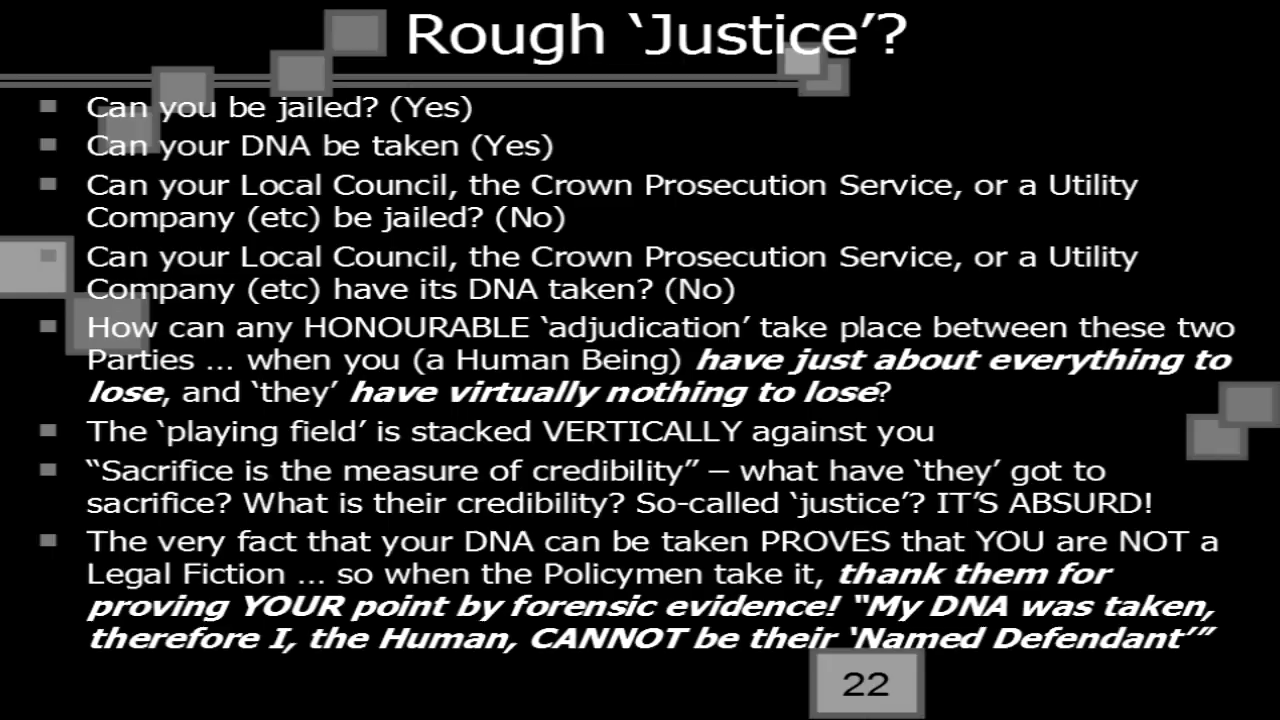 Rough ‘Justice’?
Can you be jailed? (Yes)
Can your DNA be taken (Yes)
Can your Local Council, the Crown Prosecution Service, or a Utility
Company (etc) be jailed? (No)
Can your Local Council, the Crown Prosecution Service, or a Utility
Company (etc) have its DNA taken? (No)
How can any HONOURABLE ‘adjudication’ take place between these two
Parties ... when you (a Human Being) have just about everything to
lose, and ‘they’ have virtually nothing to lose?
The ‘playing field’ is stacked VERTICALLY against you
“Sacrifice is the measure of credibility” – what have ‘they’ got to
sacrifice? What is their credibility? So-called ‘justice’? IT’S ABSURD!
The very fact that your DNA can be taken PROVES that YOU are NOT a
Legal Fiction ... so when the Policymen take it, thank them for
proving YOUR point by forensic evidence! “My DNA was taken,
therefore I, the Human, CANNOT be their ‘Named Defendant’”
22